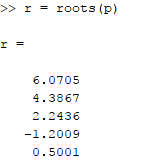 >> r = roots(p)
r =
6.0705
4.3867
2.2436
-1.2009
0.5001